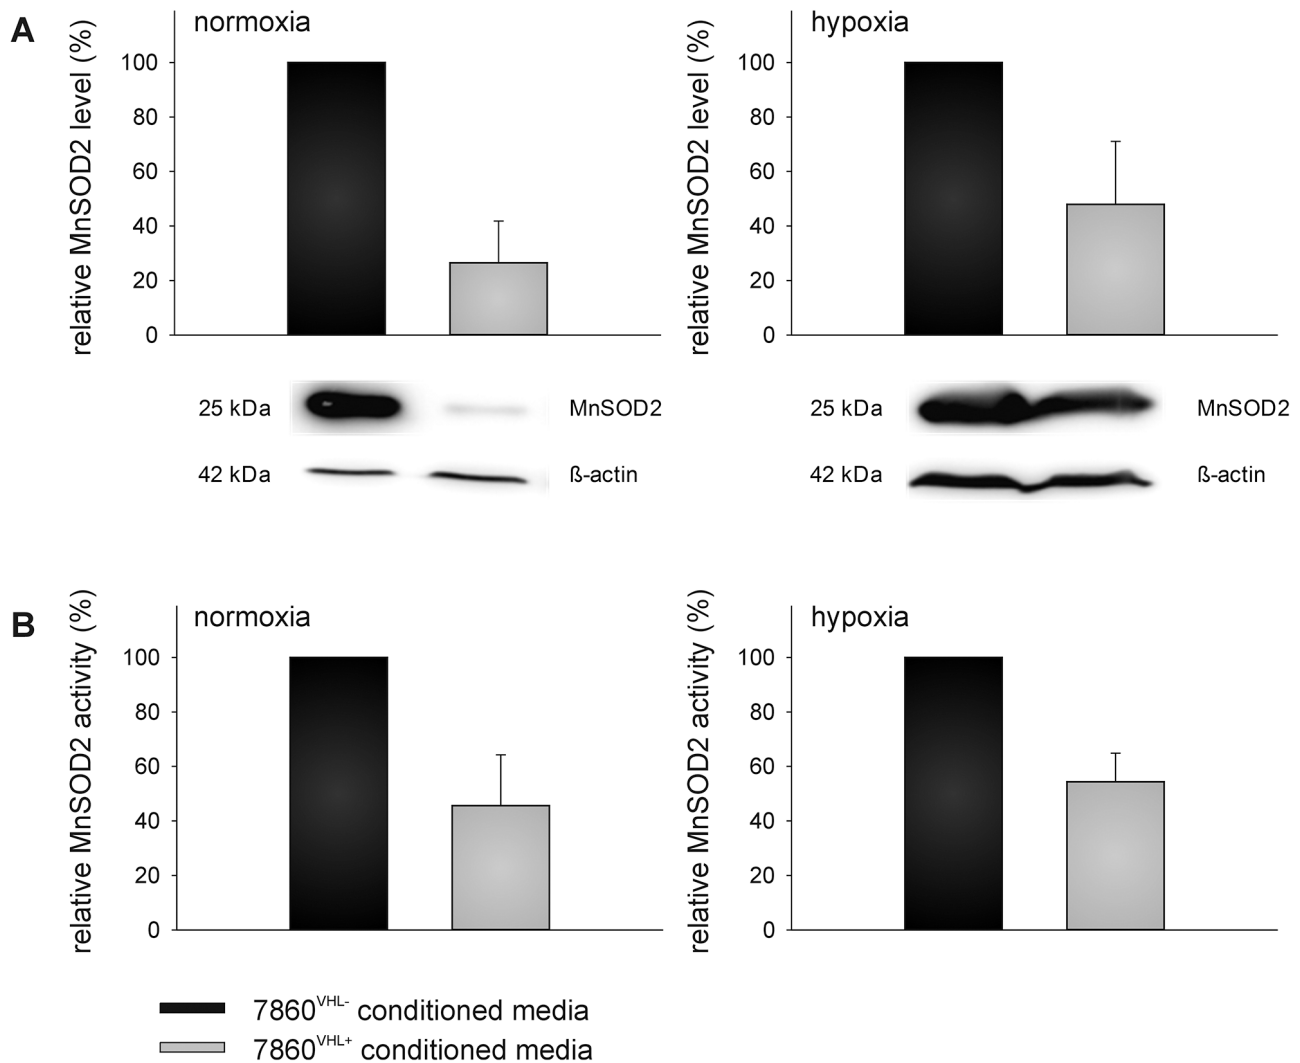 A
normoxia
relative MnSOD2 level (%)
100
80
60
40
20
0
hypoxia
relative MnSOD2 level (%)
100
80
60
40
20
0
25 kDa MnSOD2
42 kDa ß-actin
25 kDa MnSOD2
42 kDa ß-actin
B
normoxia
relative MnSOD2 activity (%)
100
80
60
40
20
0
hypoxia
relative MnSOD2 activity (%)
100
80
60
40
20
0
7860VHL- conditioned media
7860VHL+ conditioned media